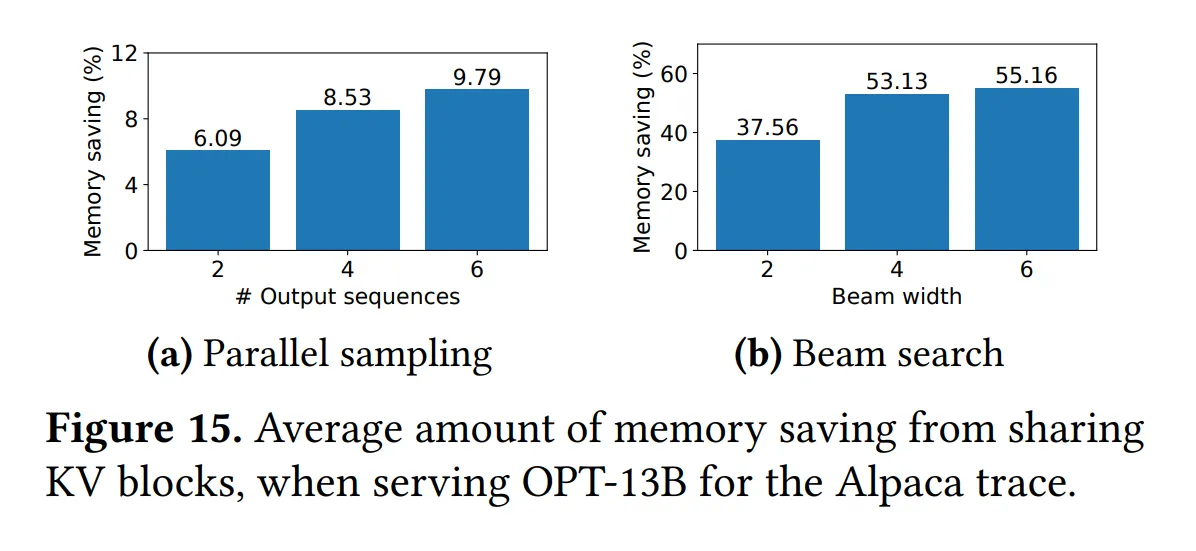 Memory saving (%)
12
8
4
0
6.09
8.53
9.79
2
4
6
# Output sequences
(a) Parallel sampling
Memory saving (%)
60
40
20
0
37.56
53.13
55.16
2
4
6
Beam width
(b) Beam search
Figure 15. Average amount of memory saving from sharing
KV blocks, when serving OPT-13B for the Alpaca trace.